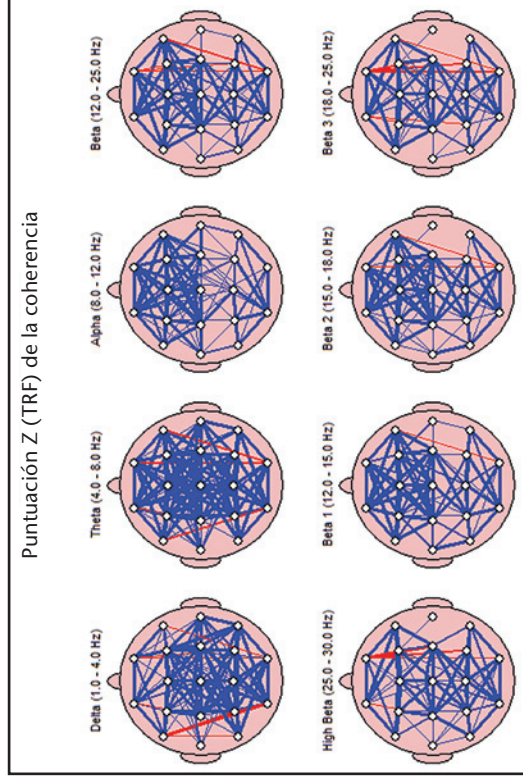 Puntuación Z (TRF) de la coherencia
Delta (1.0 - 4.0 Hz)
Theta (4.0 - 8.0 Hz)
Alpha (8.0 - 12.0 Hz)
Beta (12.0 - 25.0 Hz)
High Beta (25.0 - 30.0 Hz)
Beta 1 (12.0 - 15.0 Hz)
Beta 2 (15.0 - 18.0 Hz)
Beta 3 (18.0 - 25.0 Hz)